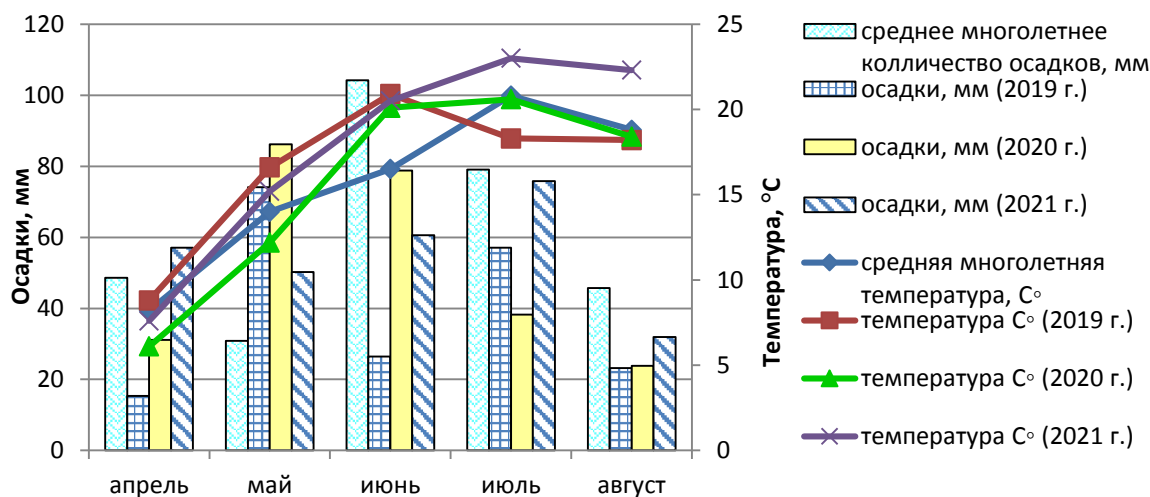 120
100
80
60
40
20
0
Осадки, мм
25
20
15
10
5
0
Температура, °С
апрель
май
июнь
июль
август
среднее многолетнее
колличество осадков, мм
осадки, мм (2019 г.)
осадки, мм (2020 г.)
осадки, мм (2021 г.)
средняя многолетняя
температура, С°
температура С° (2019 г.)
температура С° (2020 г.)
температура С° (2021 г.)